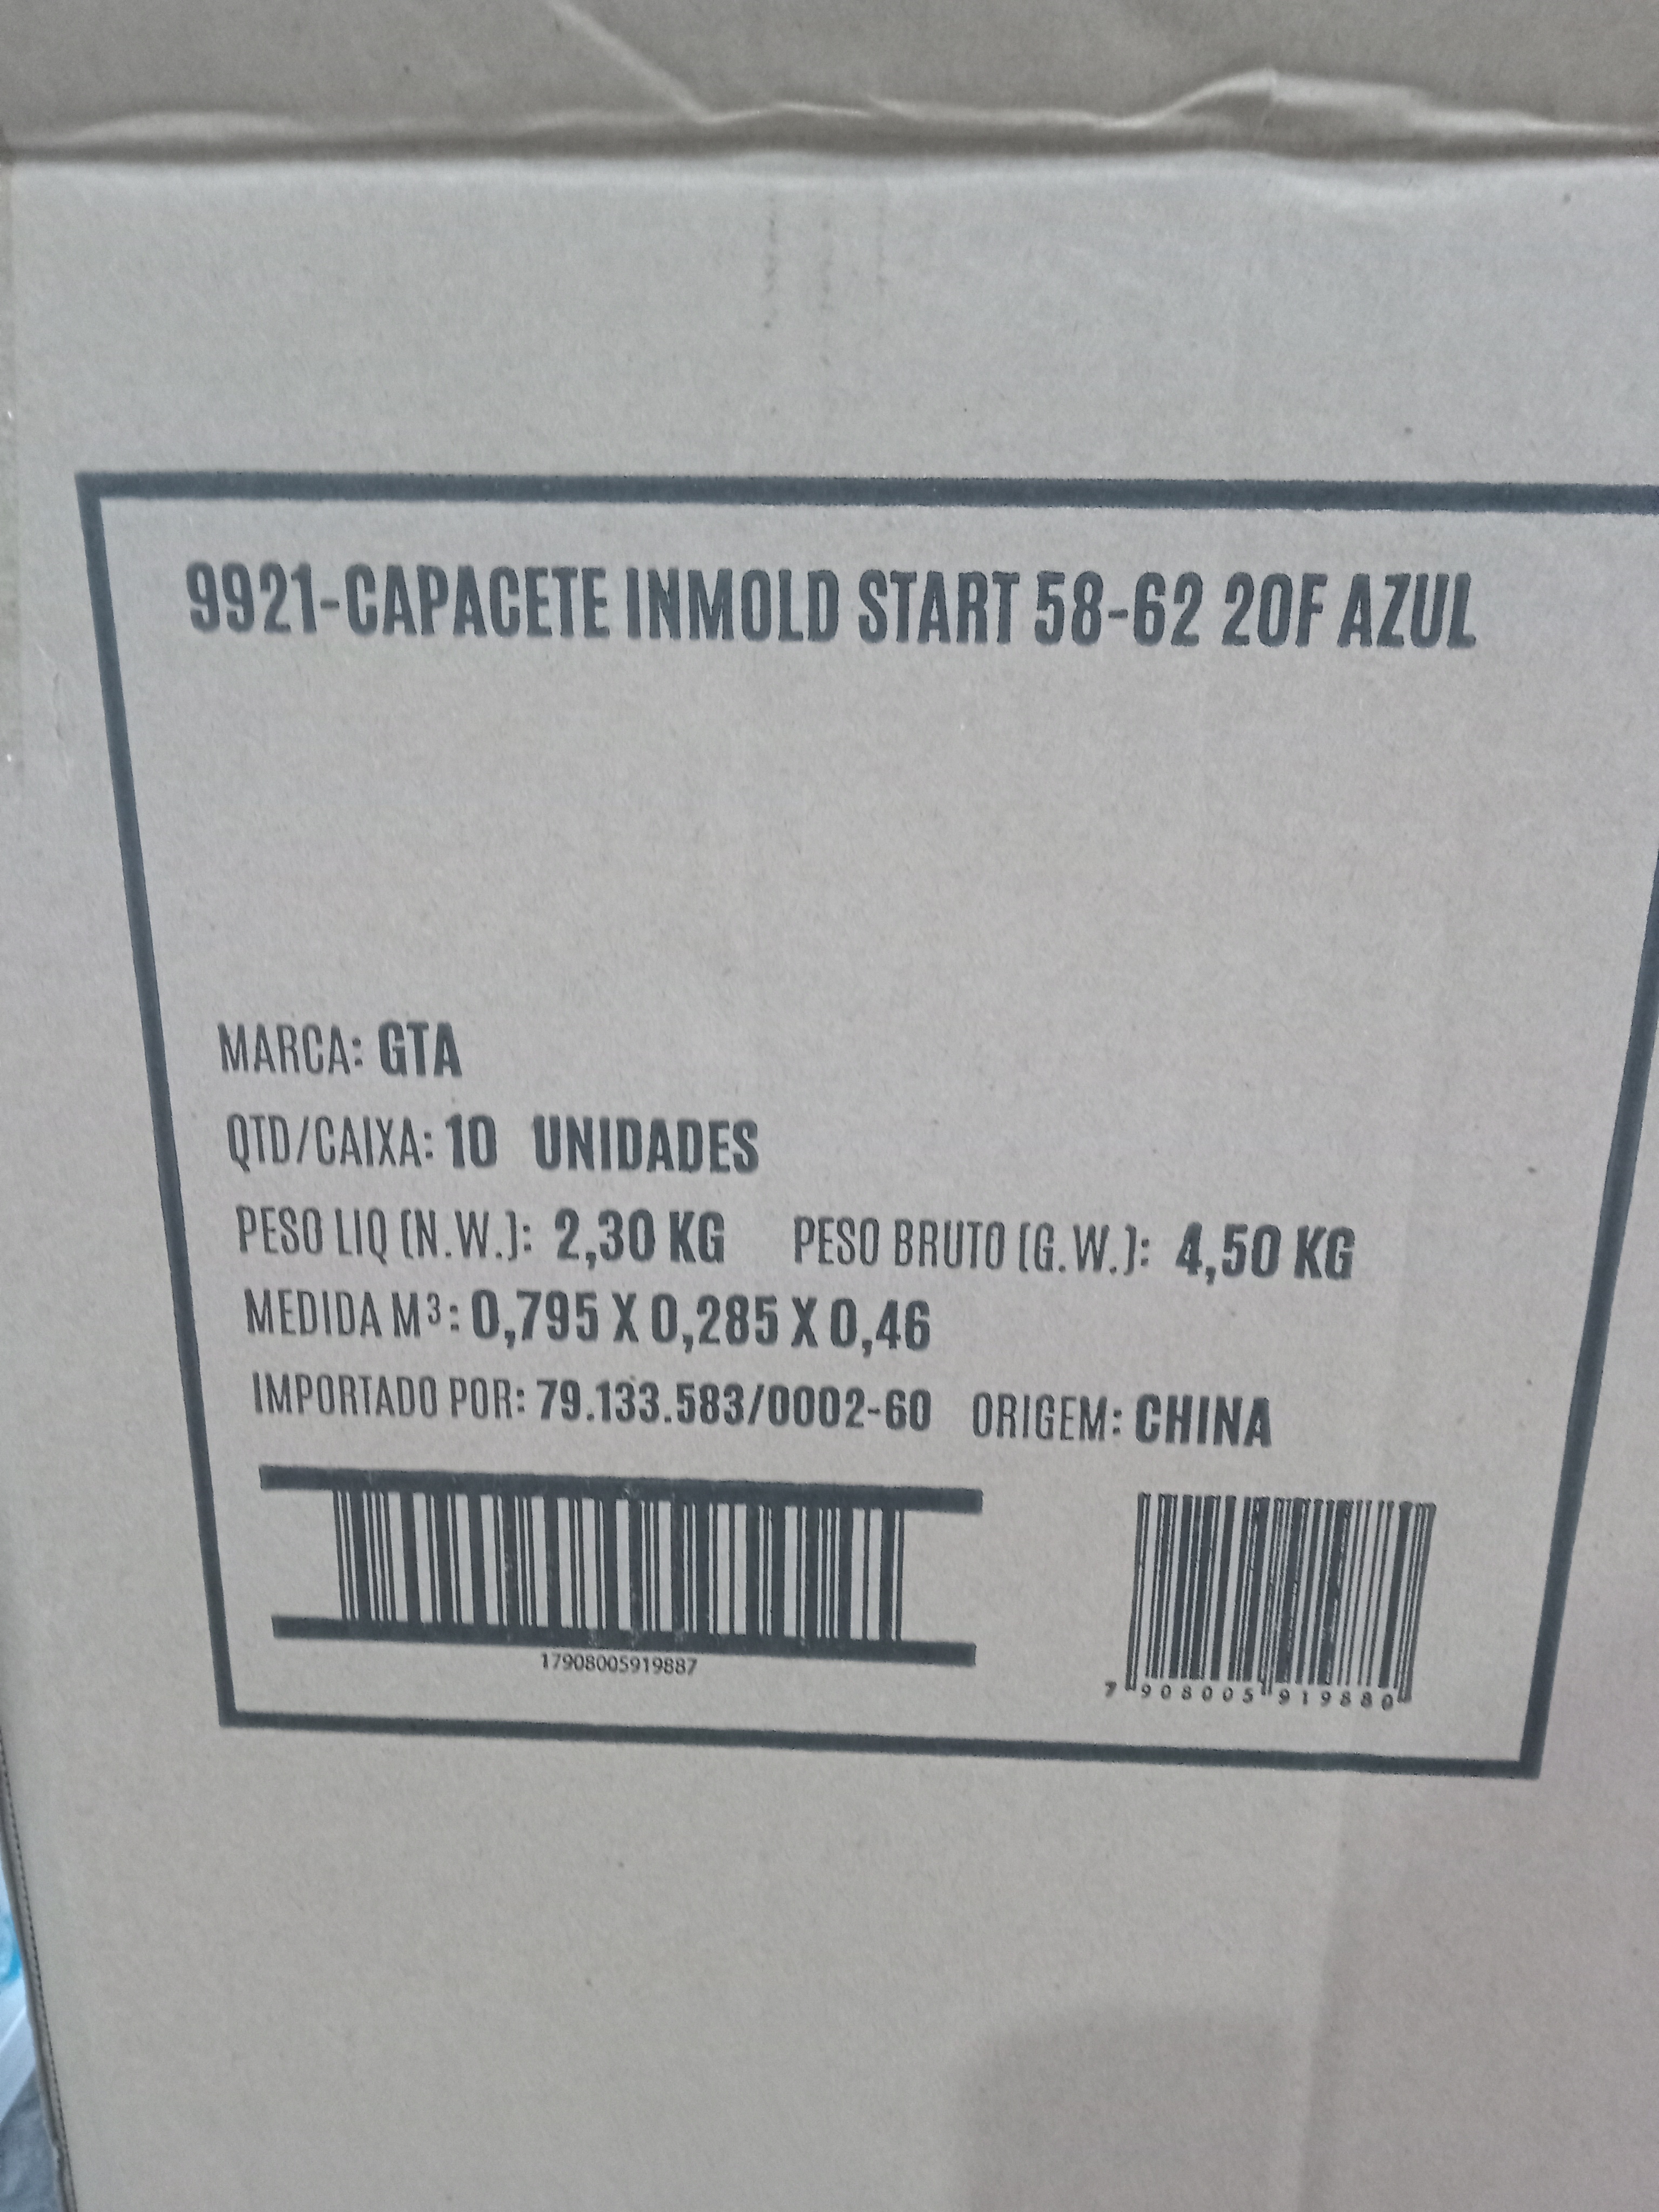 9921-CAPACETE INMOLD START 58-62 20F AZUL
MARCA: GTA
QTD/CAIXA: 10 UNIDADES
PESO LIQ (N.W.): 2,30 KG PESO BRUTO (G.W.): 4,50 KG
MEDIDA M³: 0,795 X 0,285 X 0,46
IMPORTADO POR: 79.133.583/0002-60 ORIGEM: CHINA
17908005919887
7 908005 919880